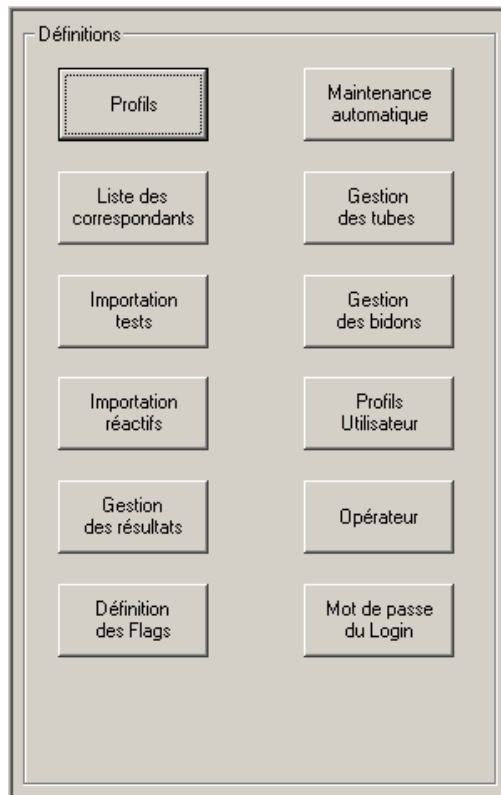 Définitions
Profils
Maintenance
automatique
Liste des
correspondants
Gestion
des tubes
Importation
tests
Gestion
des bidons
Importation
réactifs
Profils
Utilisateur
Gestion
des résultats
Opérateur
Définition
des Flags
Mot de passe
du Login